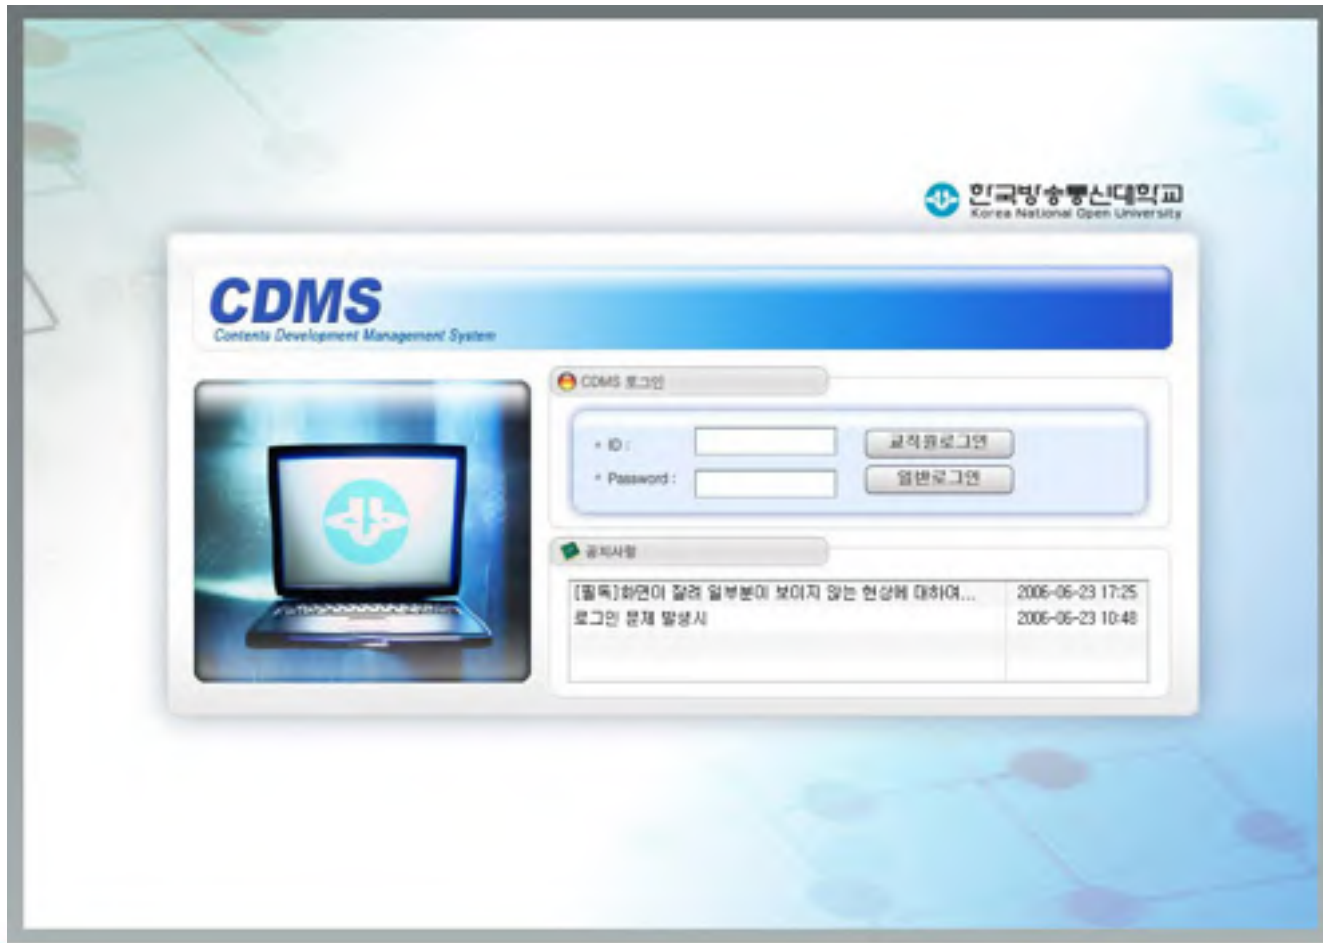 한국방송통신대학교
Korea National Open University
CDMS
Contents Development Management System
CDMS 로그인
ID :
교직원로그인
Password :
일반로그인
공지사항
[필독]화면이 잘려 일부분이 보이지 않는 현상에 대하여... 2006-06-23 17:25
로그인 문제 발생시 2006-06-23 10:48